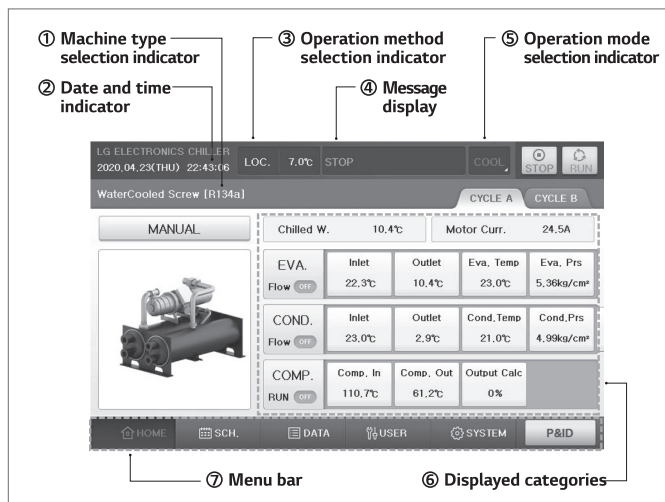 ① Machine type
selection indicator
② Date and time
indicator
③ Operation method
selection indicator
④ Message
display
⑤ Operation mode
selection indicator
LG ELECTRONICS CHILLER
2020.04.23(THU) 22:43:06
LOC. 7.0℃ STOP COOL
STOP RUN
WaterCooled Screw [R134a]
CYCLE A CYCLE B
MANUAL
Chilled W. 10.4℃ Motor Curr. 24.5A
EVA. Inlet Outlet Eva. Temp Eva. Prs
Flow OFF 22.3℃ 10.4℃ 23.0℃ 5.36kg/cm²
COND. Inlet Outlet Cond.Temp Cond.Prs
Flow OFF 23.0℃ 2.9℃ 21.0℃ 4.99kg/cm²
COMP. Comp. In Comp. Out Output Calc
RUN OFF 110.7℃ 61.2℃ 0%
HOME SCH. DATA USER SYSTEM P&ID
⑦ Menu bar
⑥ Displayed categories